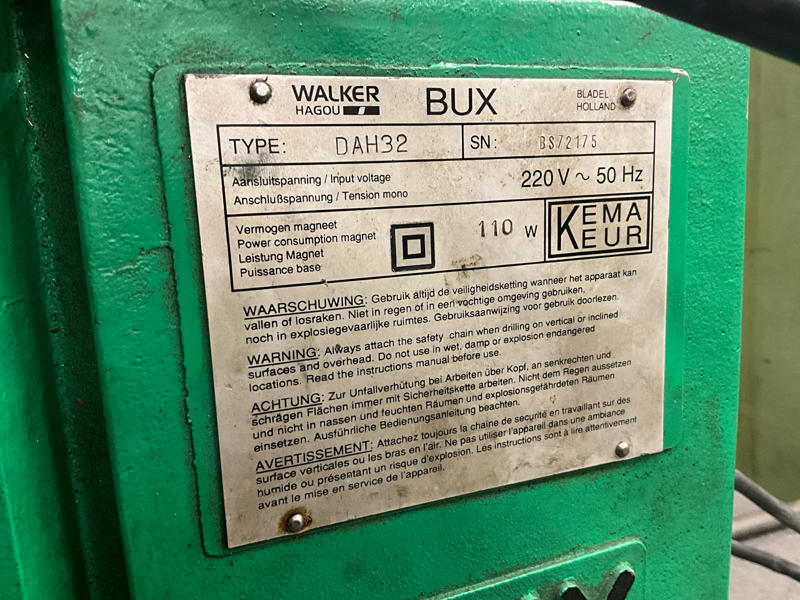 WALKER
HAGOU
BUX
BLADEL
HOLLAND
TYPE: DAH32
SN: BS72175
Aansluitspanning / Input voltage
Anschlußspannung / Tension mono
220 V ~ 50 Hz
Vermogen magneet
Power consumption magnet
Leistung Magnet
Puissance base
110 W
KEMA
KEUR
WAARSCHUWING: Gebruik altijd de veiligheidsketting wanneer het apparaat kan
vallen of losraken. Niet in regen of in een vochtige omgeving gebruiken,
noch in explosiegevaarlijke ruimtes. Gebruiksaanwijzing voor gebruik doorlezen.
WARNING: Always attach the safety chain when drilling on vertical or inclined
surfaces and overhead. Do not use in wet, damp or explosion endangered
locations. Read the instructions manual before use.
ACHTUNG: Zur Unfallverhütung bei Arbeiten über Kopf, an senkrechten und
schrägen Flächen immer mit Sicherheitskette arbeiten. Nicht dem Regen aussetzen
und nicht in nassen und feuchten Räumen und explosionsgefährdeten Räumen
einsetzen. Ausführliche Bedienungsanleitung beachten.
AVERTISSEMENT: Attachez toujours la chaine de securité en travaillant sur des
surface verticales ou les bras en l'air. Ne pas utiliser l'appareil dans une ambiance
humide ou présentant un risque d'explosion. Les instructions sont à lire attentivement
avant la mise en service de l'appareil.